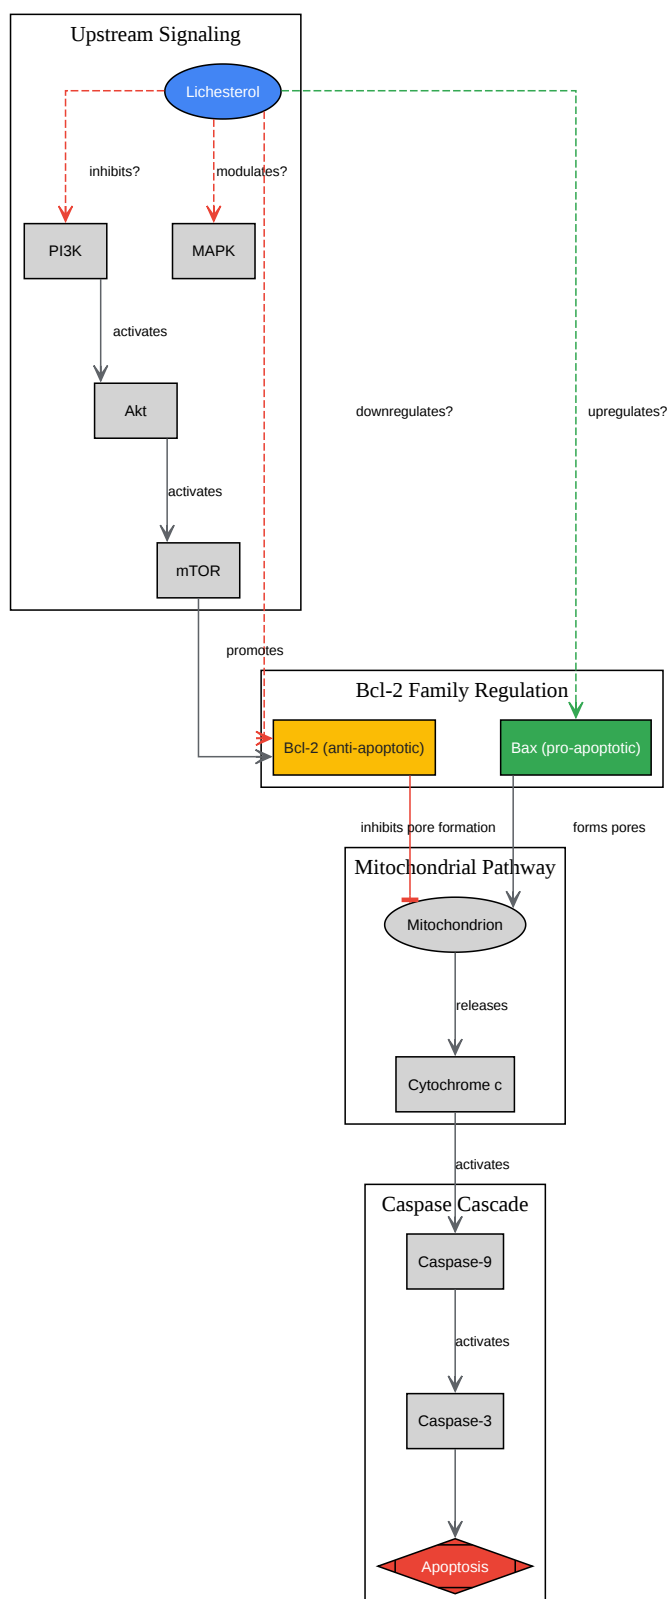 Upstream Signaling
Lichesterol
inhibits?
modulates?
PI3K
MAPK
activates
Akt
downregulates?
upregulates?
activates
mTOR
promotes
Bcl-2 Family Regulation
Bcl-2 (anti-apoptotic)
Bax (pro-apoptotic)
inhibits pore formation
forms pores
Mitochondrial Pathway
Mitochondrion
releases
Cytochrome c
activates
Caspase Cascade
Caspase-9
activates
Caspase-3
Apoptosis